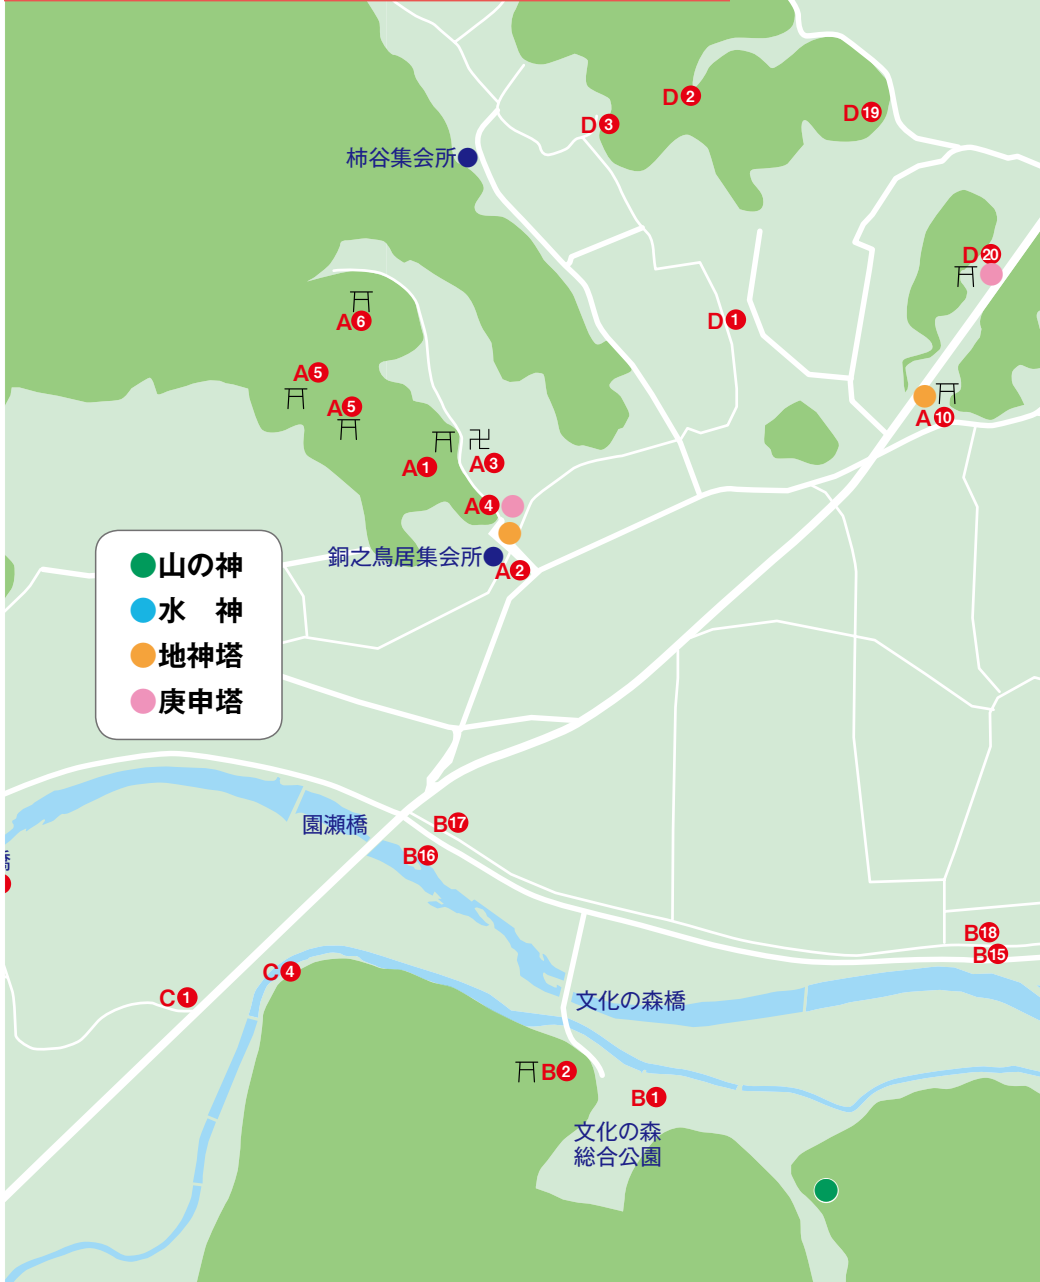 D2
D19
D3
柿谷集会所
D20
A6
D1
A5
A5
A10
卍
A1
A3
A4
銅之鳥居集会所
A2
山の神
水 神
地神塔
庚申塔
園瀬橋
B17
B16
橋
B18
B15
C4
C1
文化の森橋
B2
B1
文化の森
総合公園